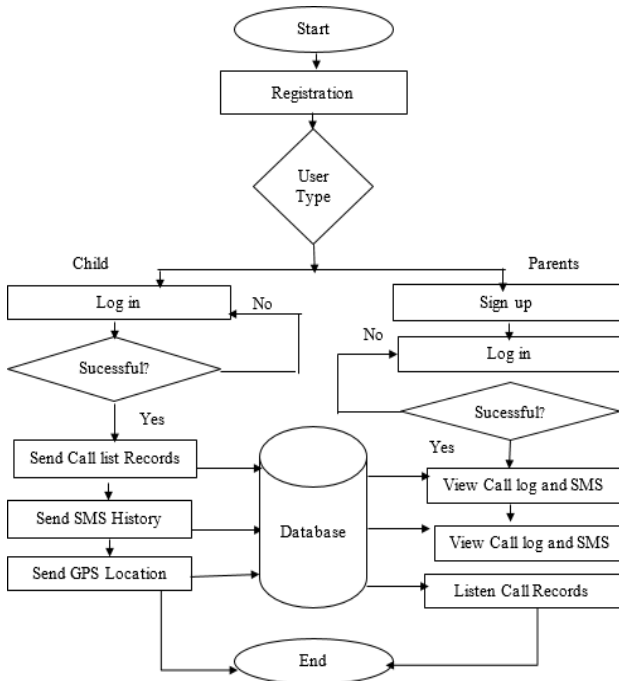 Start
Registration
User
Type
Child
Parents
Log in
No
Sign up
No
Log in
Sucessful?
Sucessful?
Yes
Yes
Send Call list Records
View Call log and SMS
Send SMS History
Database
View Call log and SMS
Send GPS Location
Listen Call Records
End